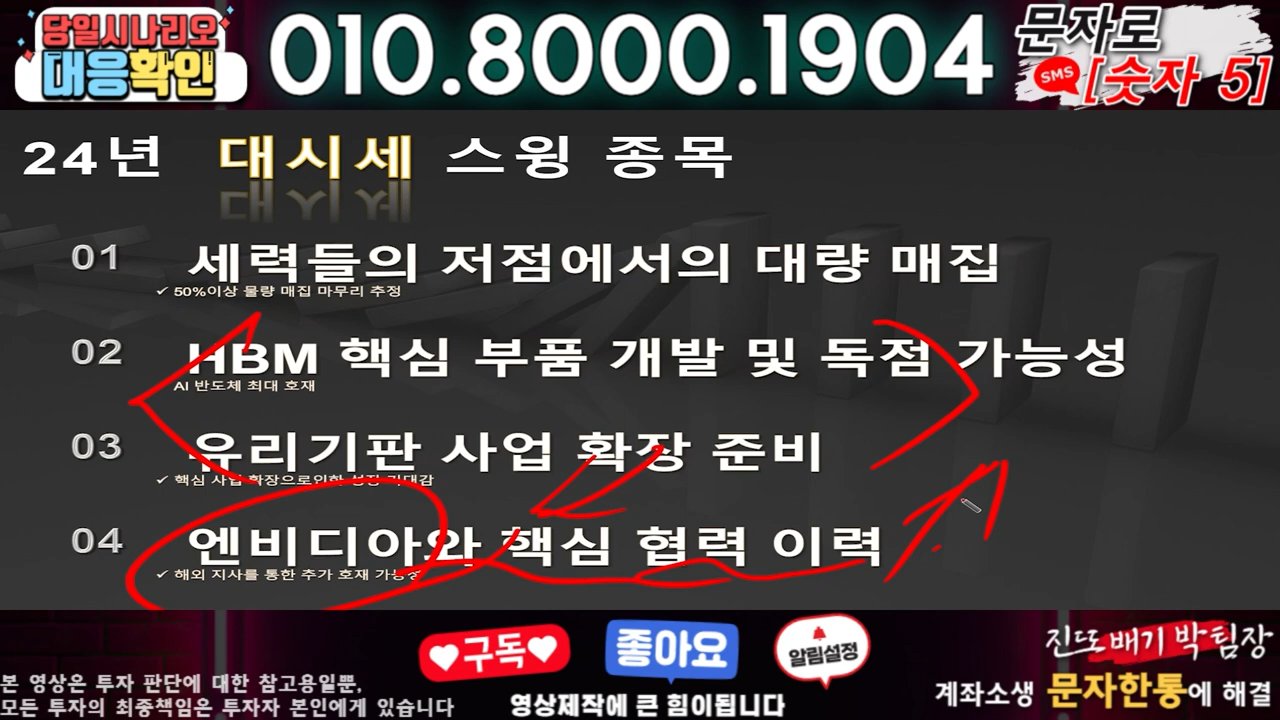 당일시나리오
대응확인
010.8000.1904
문자로
SMS [숫자 5]
24년 대시세 스윙 종목
01 세력들의 저점에서의 대량 매집
✓ 50%이상 물량 매집 마무리 추정
02 HBM 핵심 부품 개발 및 독점 가능성
AI 반도체 최대 호재
03 유리기판 사업 확장 준비
✓ 핵심 사업 확장으로인한 성장 기대감
04 엔비디아와 핵심 협력 이력
✓ 해외 지사를 통한 추가 호재 가능성
구독
좋아요
알림설정
영상제작에 큰 힘이됩니다
본 영상은 투자 판단에 대한 참고용일뿐,
모든 투자의 최종책임은 투자자 본인에게 있습니다
진또배기 박팀장
계좌소생 문자한통에 해결